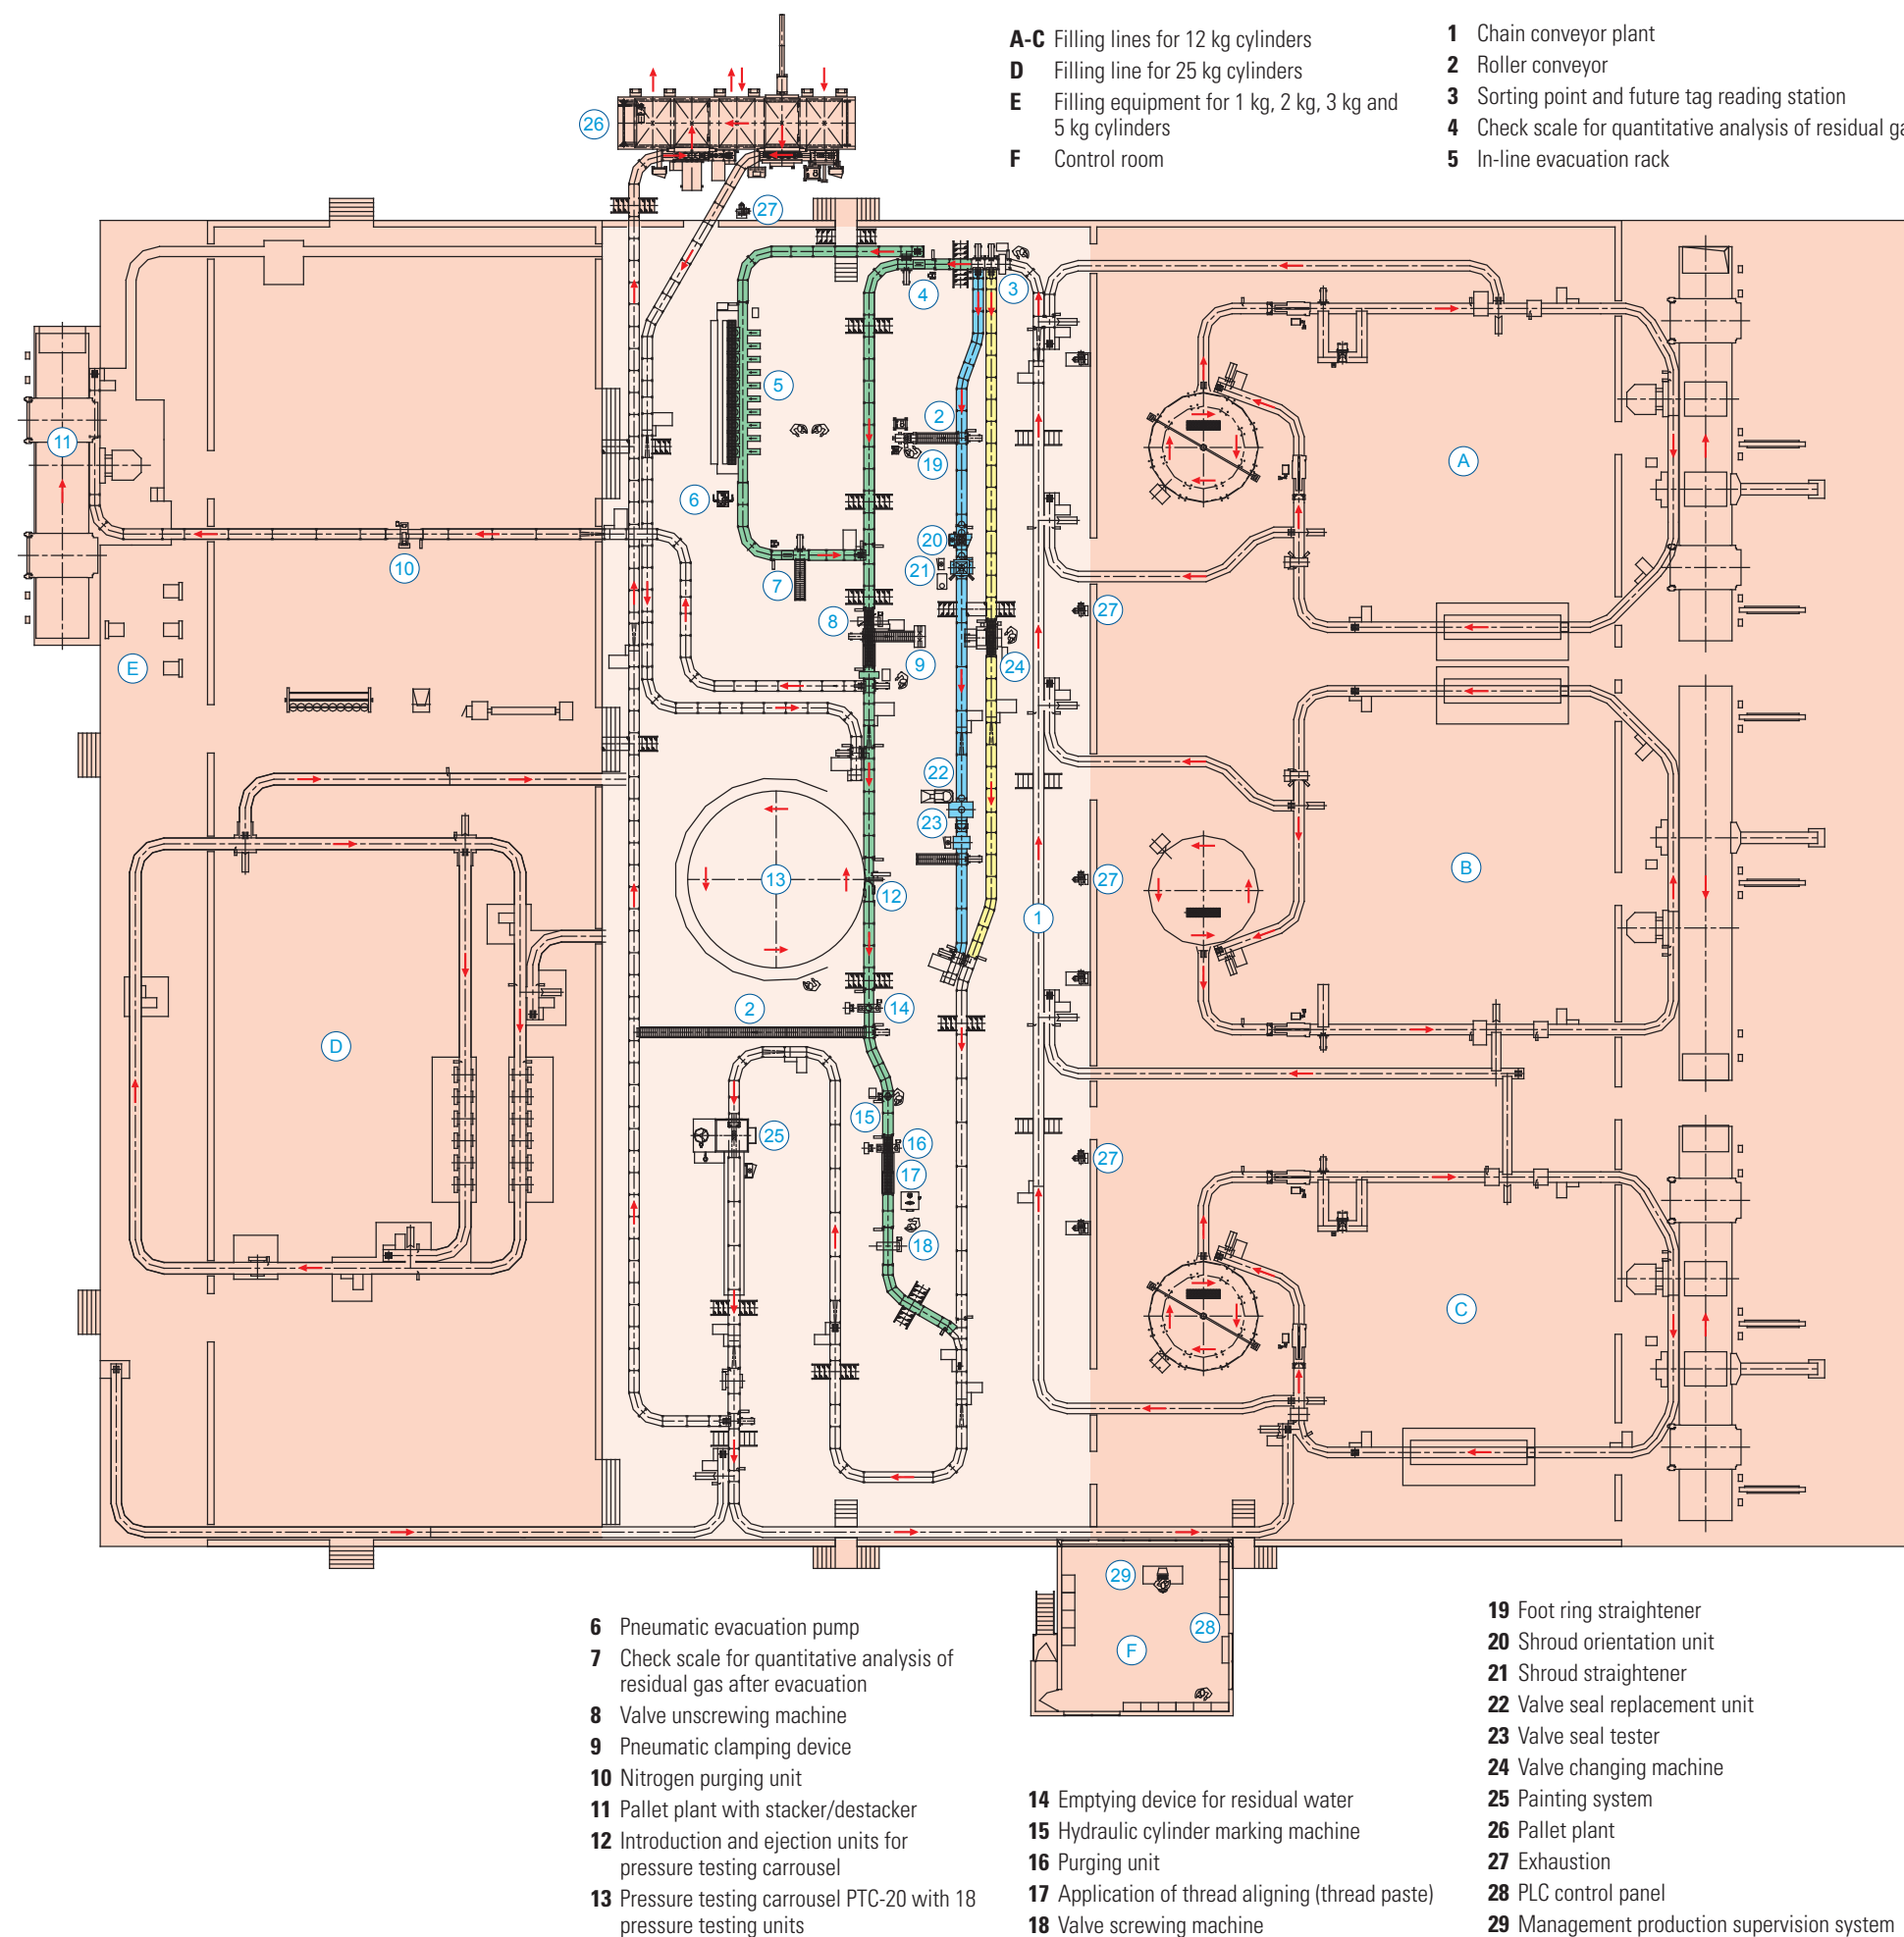 A-C Filling lines for 12 kg cylinders
D Filling line for 25 kg cylinders
E Filling equipment for 1 kg, 2 kg, 3 kg and
5 kg cylinders
F Control room
1 Chain conveyor plant
2 Roller conveyor
3 Sorting point and future tag reading station
4 Check scale for quantitative analysis of residual
5 In-line evacuation rack
26
27
4
3
5
2
19
6
20
21
7
8
9
24
10
11
E
A
27
22
23
13
12
1
27
B
2
14
D
15
25
16
17
27
18
C
29
28
F
6 Pneumatic evacuation pump
7 Check scale for quantitative analysis of
residual gas after evacuation
8 Valve unscrewing machine
9 Pneumatic clamping device
10 Nitrogen purging unit
11 Pallet plant with stacker/destacker
12 Introduction and ejection units for
pressure testing carrousel
13 Pressure testing carrousel PTC-20 with 18
pressure testing units
14 Emptying device for residual water
15 Hydraulic cylinder marking machine
16 Purging unit
17 Application of thread aligning (thread paste)
18 Valve screwing machine
19 Foot ring straightener
20 Shroud orientation unit
21 Shroud straightener
22 Valve seal replacement unit
23 Valve seal tester
24 Valve changing machine
25 Painting system
26 Pallet plant
27 Exhaustion
28 PLC control panel
29 Management production supervision system